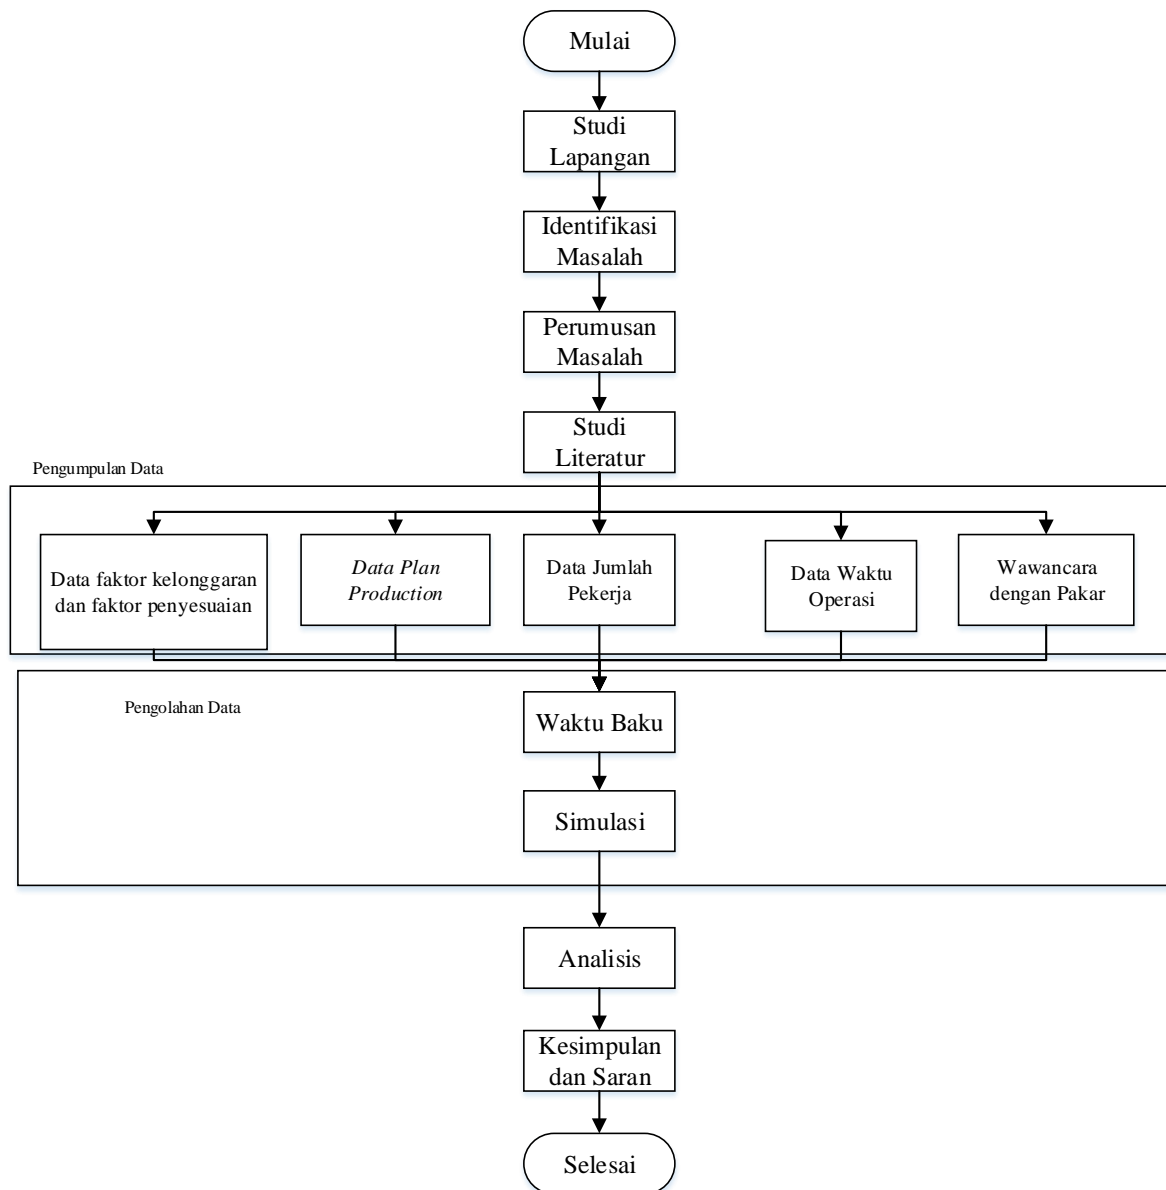 Mulai
Studi
Lapangan
Identifikasi
Masalah
Perumusan
Masalah
Studi
Literatur
Pengumpulan Data
Data faktor kelonggaran
dan faktor penyesuaian
Data Plan
Production
Data Jumlah
Pekerja
Data Waktu
Operasi
Wawancara
dengan Pakar
Pengolahan Data
Waktu Baku
Simulasi
Analisis
Kesimpulan
dan Saran
Selesai